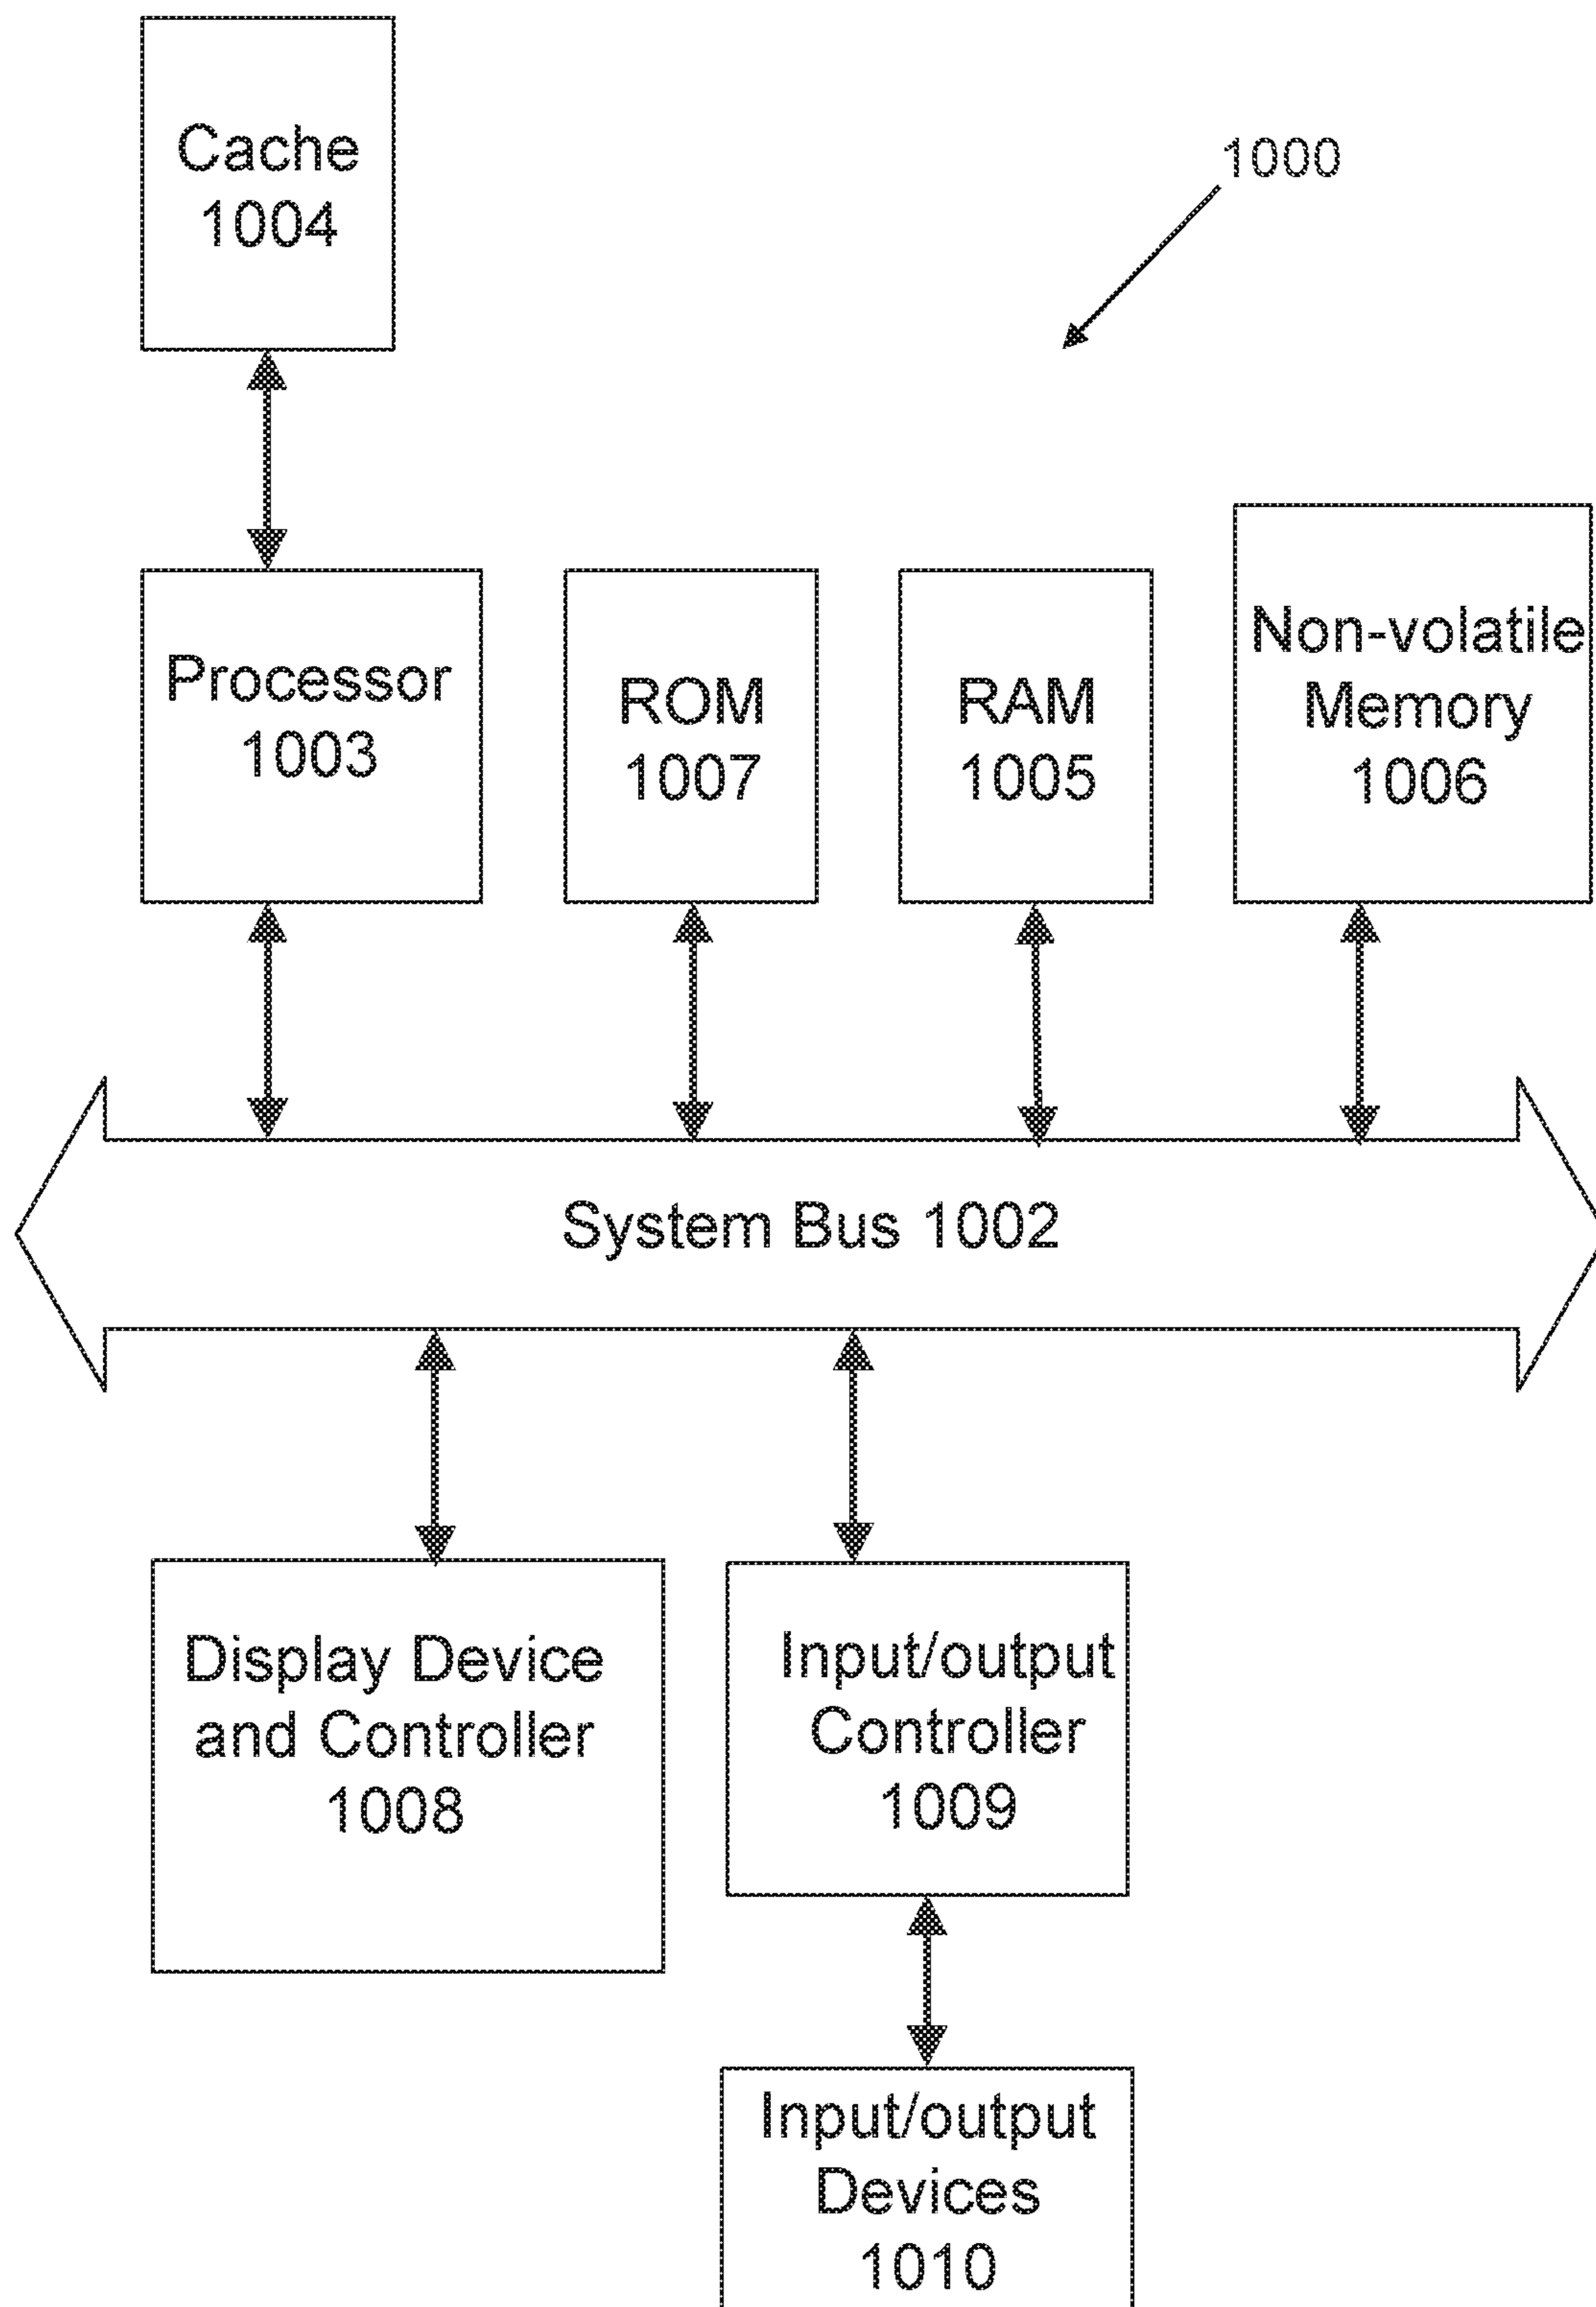 Cache
1004
1000
Processor
1003
ROM
1007
RAM
1005
Non-volatile
Memory
1006
System Bus 1002
Display Device
and Controller
1008
Input/output
Controller
1009
Input/output
Devices
1010